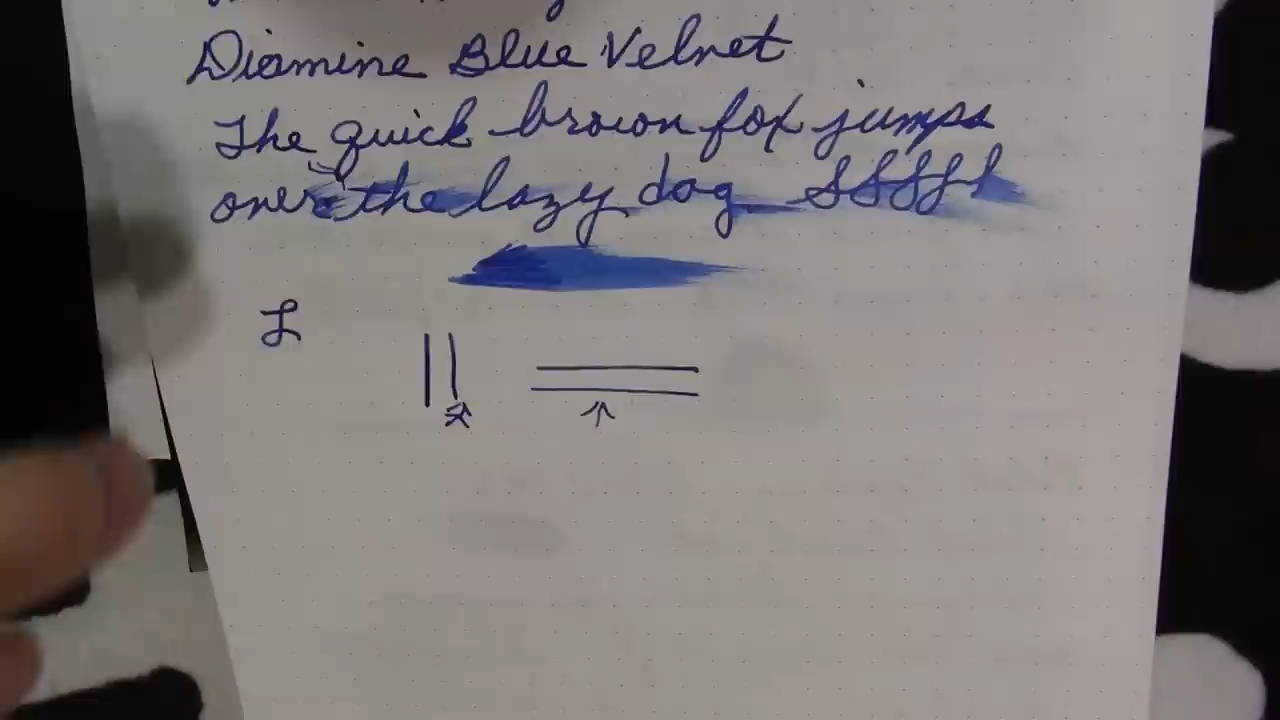 Diamine Blue Velvet
The quick brown fox jumps
over the lazy dog
L